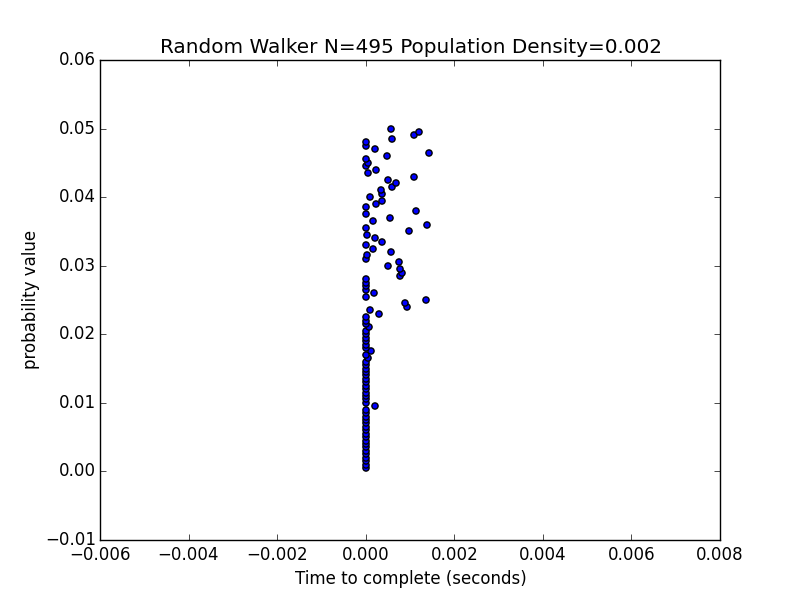 Random Walker N=495 Population Density=0.002
0.06
0.05
0.04
0.03
0.02
0.01
0.00
−0.01
probability value
−0.006 −0.004 −0.002 0.000 0.002 0.004 0.006 0.008
Time to complete (seconds)